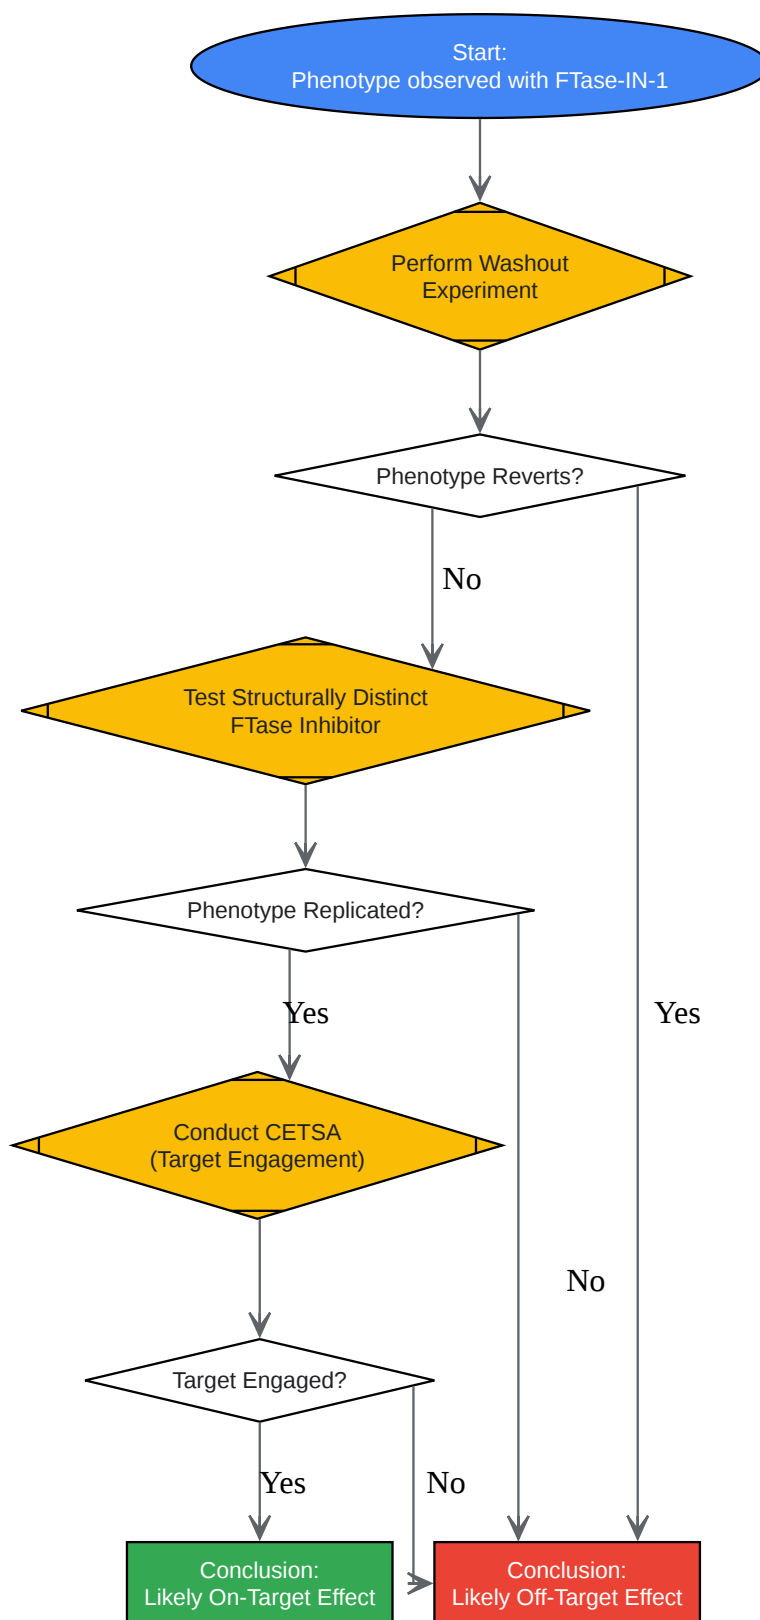 Start:
Phenotype observed with FTase-IN-1
Perform Washout
Experiment
Phenotype Reverts?
No
Test Structurally Distinct
FTase Inhibitor
Phenotype Replicated?
Yes
Yes
Conduct CETSA
(Target Engagement)
No
Target Engaged?
Yes
No
Conclusion:
Likely On-Target Effect
Conclusion:
Likely Off-Target Effect